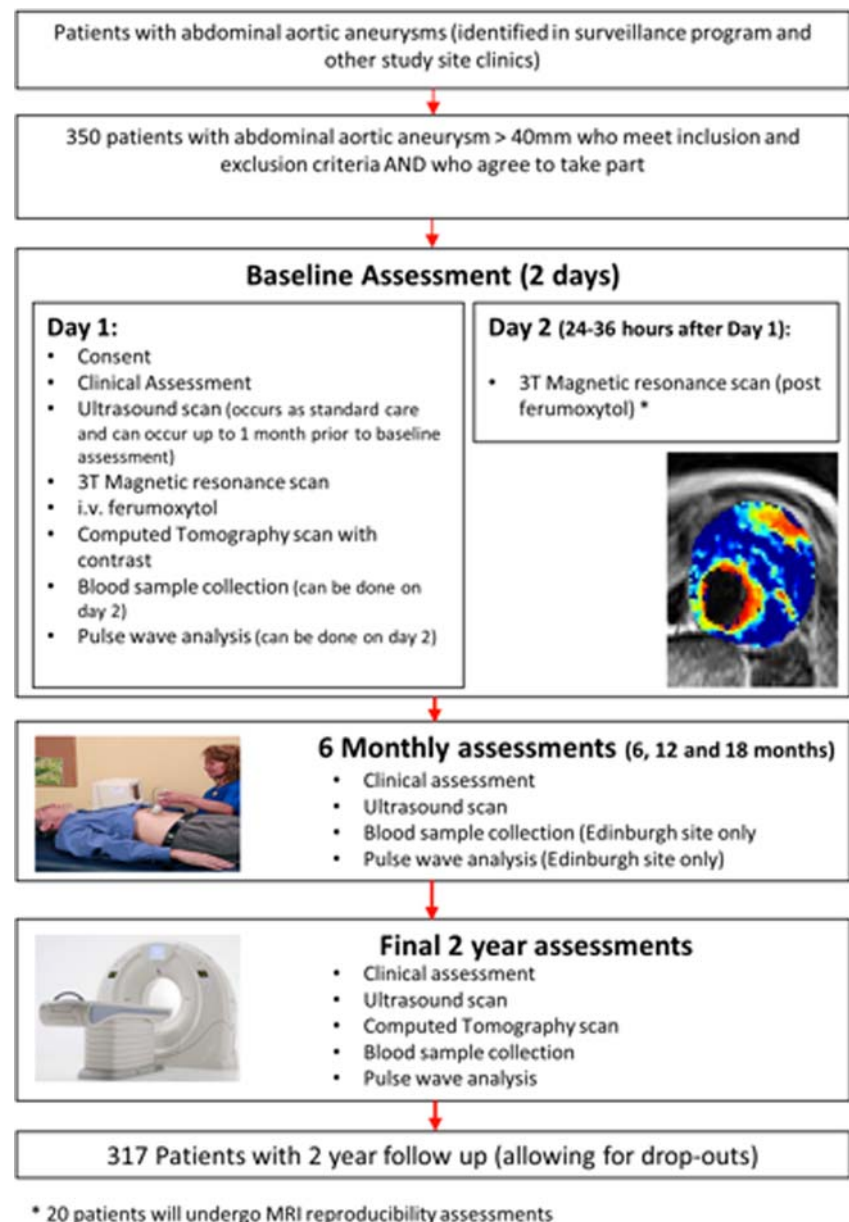 Patients with abdominal aortic aneurysms (identified in surveillance program and
other study site clinics)
350 patients with abdominal aortic aneurysm > 40mm who meet inclusion and
exclusion criteria AND who agree to take part
Baseline Assessment (2 days)
Day 1:
• Consent
• Clinical Assessment
• Ultrasound scan (occurs as standard care
and can occur up to 1 month prior to baseline
assessment)
• 3T Magnetic resonance scan
• i.v. ferumoxytol
• Computed Tomography scan with
contrast
• Blood sample collection (can be done on
day 2)
• Pulse wave analysis (can be done on day 2)
Day 2 (24-36 hours after Day 1):
• 3T Magnetic resonance scan (post
ferumoxytol) *
6 Monthly assessments (6, 12 and 18 months)
• Clinical assessment
• Ultrasound scan
• Blood sample collection (Edinburgh site only
• Pulse wave analysis (Edinburgh site only)
Final 2 year assessments
• Clinical assessment
• Ultrasound scan
• Computed Tomography scan
• Blood sample collection
• Pulse wave analysis
317 Patients with 2 year follow up (allowing for drop-outs)
* 20 patients will undergo MRI reproducibility assessments